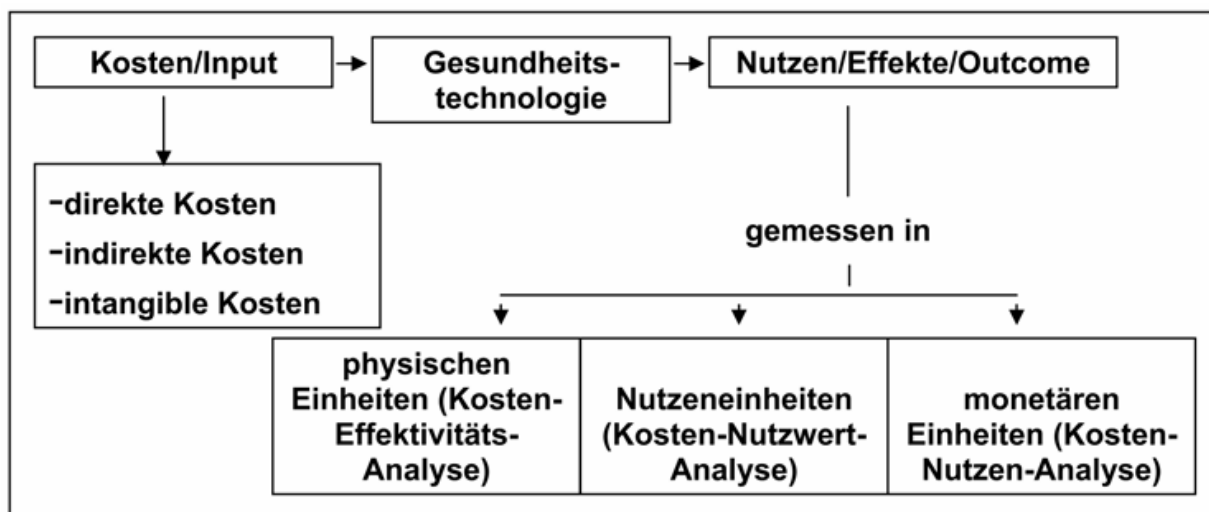 Kosten/Input
Gesundheits-
technologie
Nutzen/Effekte/Outcome
-direkte Kosten
-indirekte Kosten
-intangible Kosten
gemessen in
physischen
Einheiten (Kosten-
Effektivitäts-
Analyse)
Nutzeneinheiten
(Kosten-Nutzwert-
Analyse)
monetären
Einheiten (Kosten-
Nutzen-Analyse)